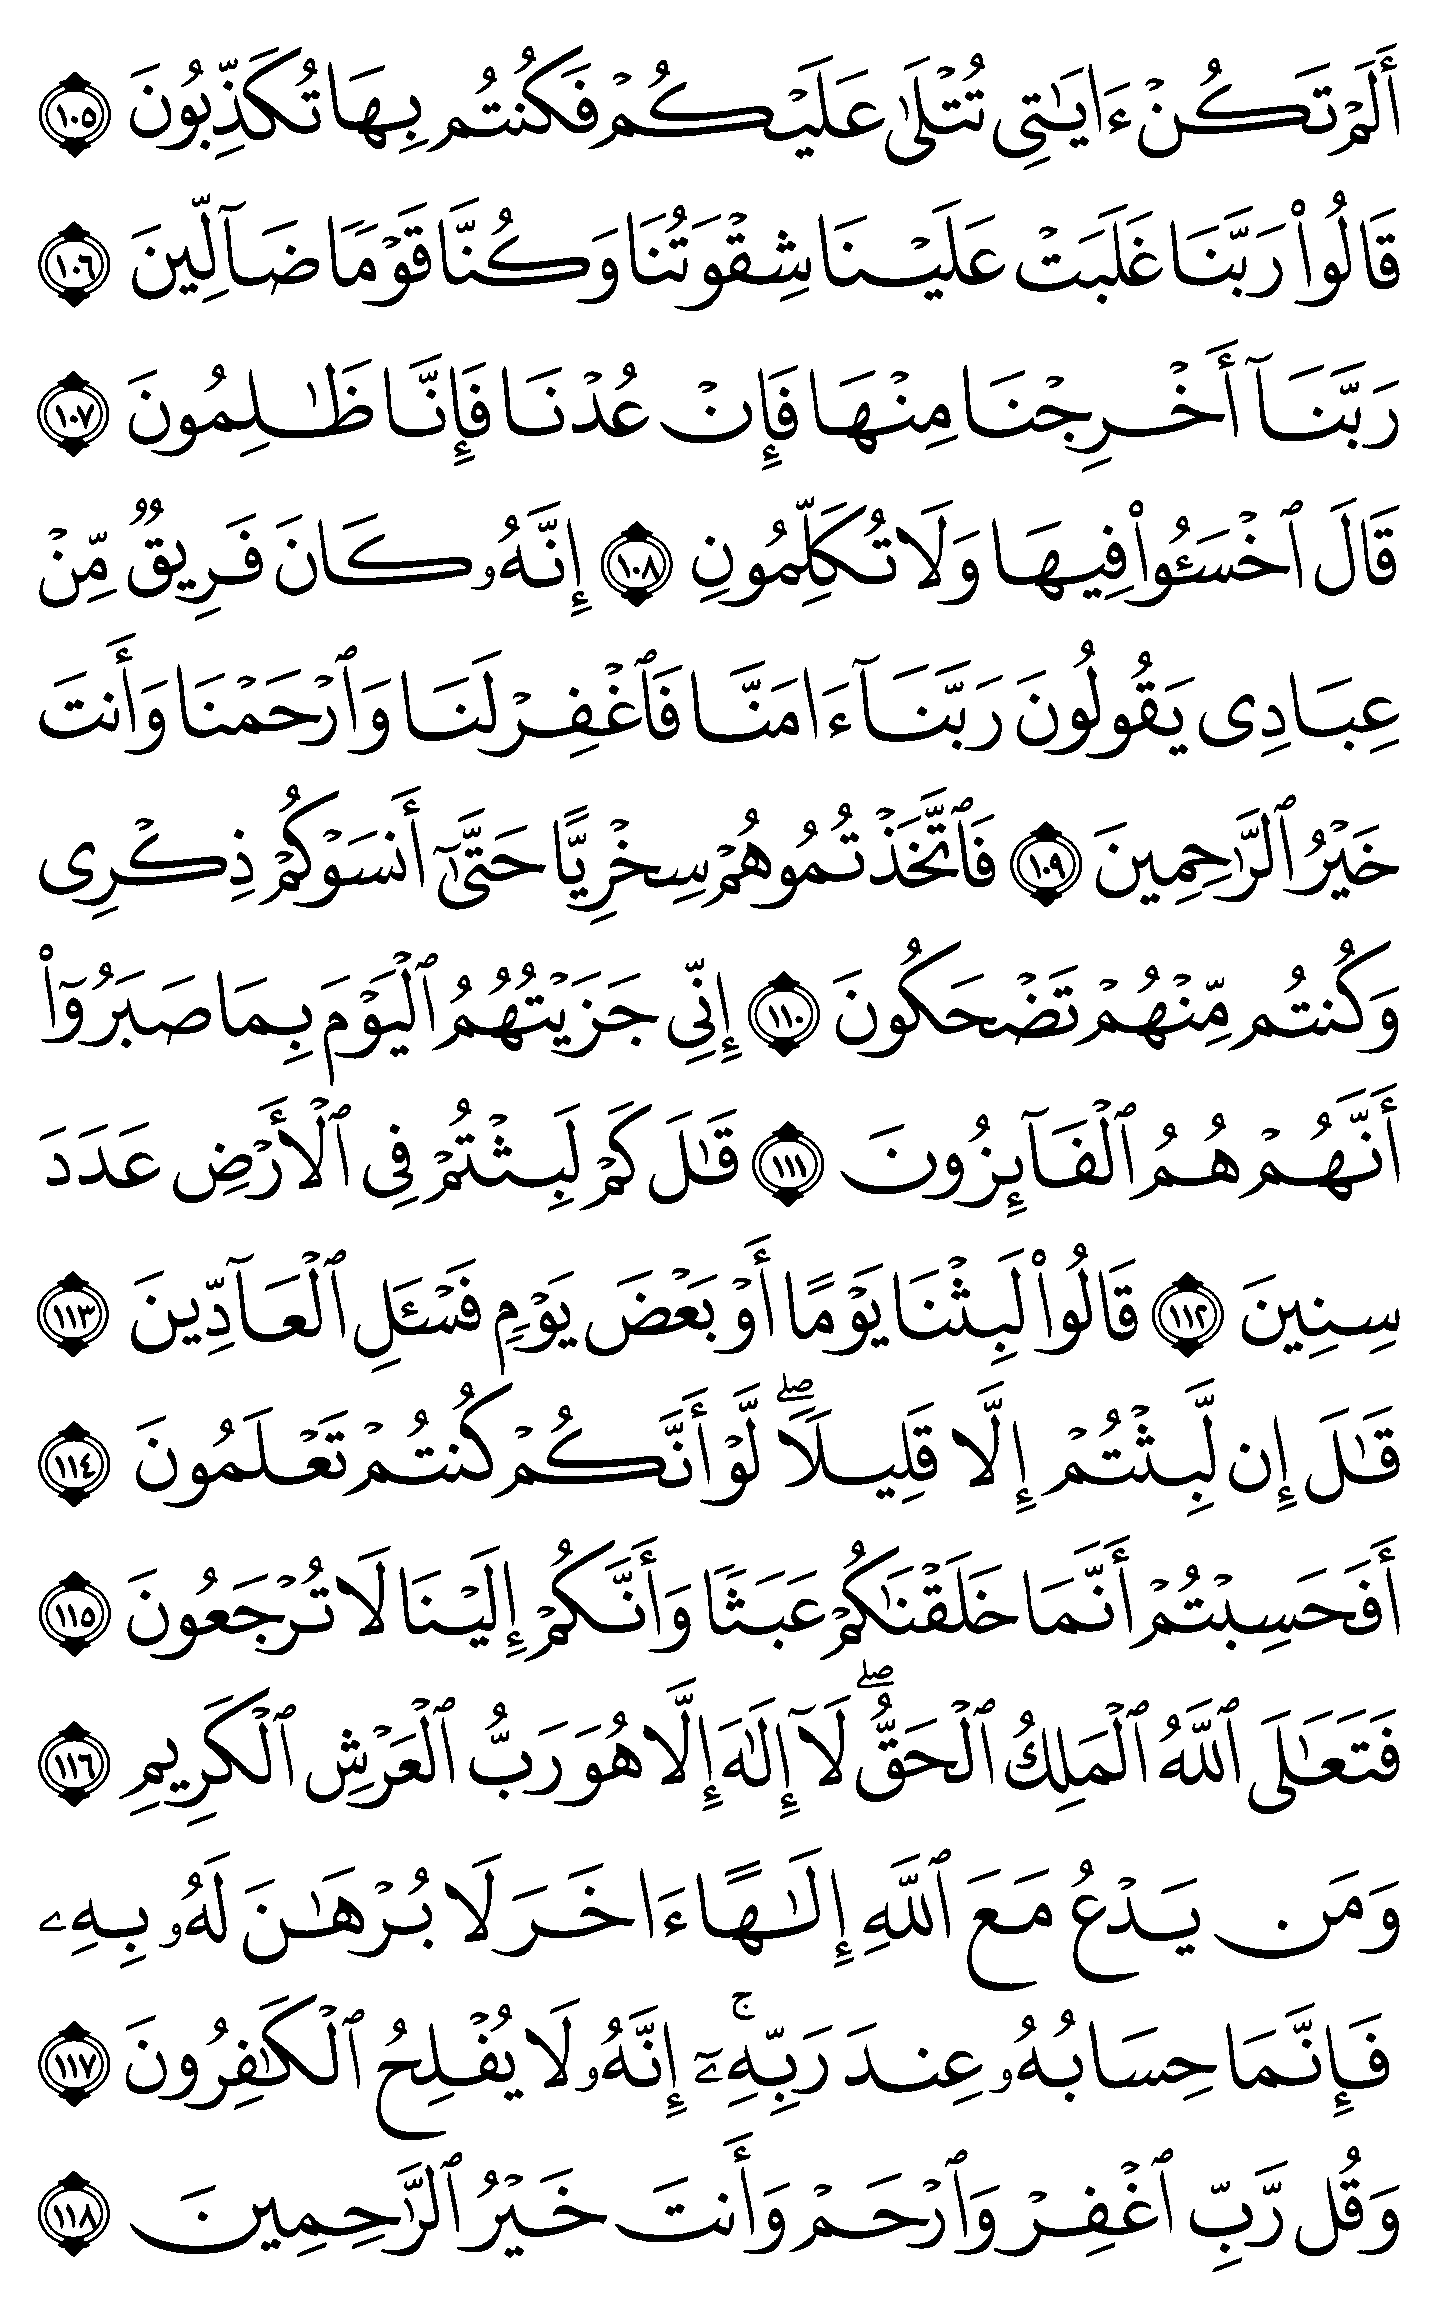 أَلَمْ تَكُنْ ءَايَـٰتِى تُتْلَىٰ عَلَيْكُمْ فَكُنتُم بِهَا تُكَذِّبُونَ ١٠٥
قَالُوا۟ رَبَّنَا غَلَبَتْ عَلَيْنَا شِقْوَتُنَا وَكُنَّا قَوْمًا ضَآلِّينَ ١٠٦
رَبَّنَآ أَخْرِجْنَا مِنْهَا فَإِنْ عُدْنَا فَإِنَّا ظَـٰلِمُونَ ١٠٧
قَالَ ٱخْسَـُٔوا۟ فِيهَا وَلَا تُكَلِّمُونِ ١٠٨ إِنَّهُۥ كَانَ فَرِيقٌ مِّنْ
عِبَادِى يَقُولُونَ رَبَّنَآ ءَامَنَّا فَٱغْفِرْ لَنَا وَٱرْحَمْنَا وَأَنتَ
خَيْرُ ٱلرَّٰحِمِينَ ١٠٩ فَٱتَّخَذْتُمُوهُمْ سِخْرِيًّا حَتَّىٰٓ أَنسَوْكُمْ ذِكْرِى
وَكُنتُم مِّنْهُمْ تَضْحَكُونَ ١١٠ إِنِّى جَزَيْتُهُمُ ٱلْيَوْمَ بِمَا صَبَرُوٓا۟
أَنَّهُمْ هُمُ ٱلْفَآئِزُونَ ١١١ قَـٰلَ كَمْ لَبِثْتُمْ فِى ٱلْأَرْضِ عَدَدَ
سِنِينَ ١١٢ قَالُوا۟ لَبِثْنَا يَوْمًا أَوْ بَعْضَ يَوْمٍ فَسْـَٔلِ ٱلْعَآدِّينَ ١١٣
قَـٰلَ إِن لَّبِثْتُمْ إِلَّا قَلِيلًا ۖ لَّوْ أَنَّكُمْ كُنتُمْ تَعْلَمُونَ ١١٤
أَفَحَسِبْتُمْ أَنَّمَا خَلَقْنَـٰكُمْ عَبَثًا وَأَنَّكُمْ إِلَيْنَا لَا تُرْجَعُونَ ١١٥
فَتَعَـٰلَى ٱللَّهُ ٱلْمَلِكُ ٱلْحَقُّ ۖ لَآ إِلَـٰهَ إِلَّا هُوَ رَبُّ ٱلْعَرْشِ ٱلْكَرِيمِ ١١٦
وَمَن يَدْعُ مَعَ ٱللَّهِ إِلَـٰهًا ءَاخَرَ لَا بُرْهَـٰنَ لَهُۥ بِهِۦ
فَإِنَّمَا حِسَابُهُۥ عِندَ رَبِّهِۦٓ ۚ إِنَّهُۥ لَا يُفْلِحُ ٱلْكَـٰفِرُونَ ١١٧
وَقُل رَّبِّ ٱغْفِرْ وَٱرْحَمْ وَأَنتَ خَيْرُ ٱلرَّٰحِمِينَ ١١٨